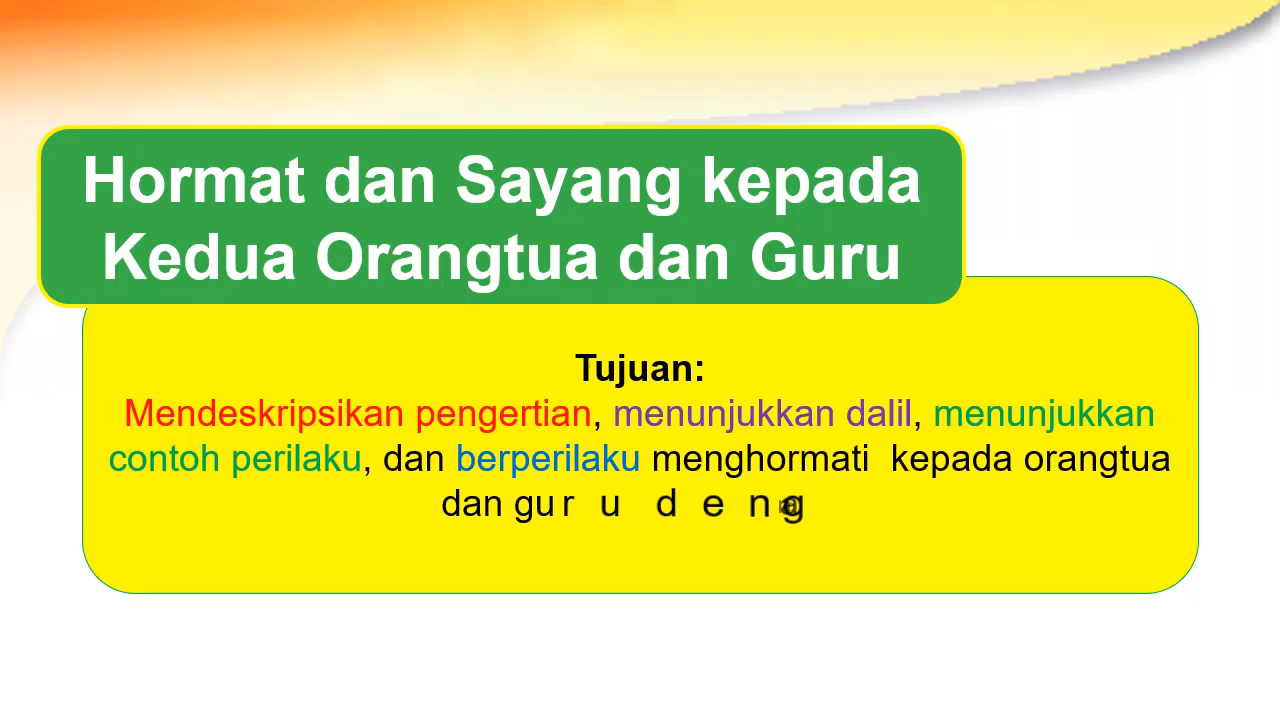 Hormat dan Sayang kepada
Kedua Orangtua dan Guru
Tujuan:
Mendeskripsikan pengertian, menunjukkan dalil, menunjukkan
contoh perilaku, dan berperilaku menghormati  kepada orangtua
dan guru